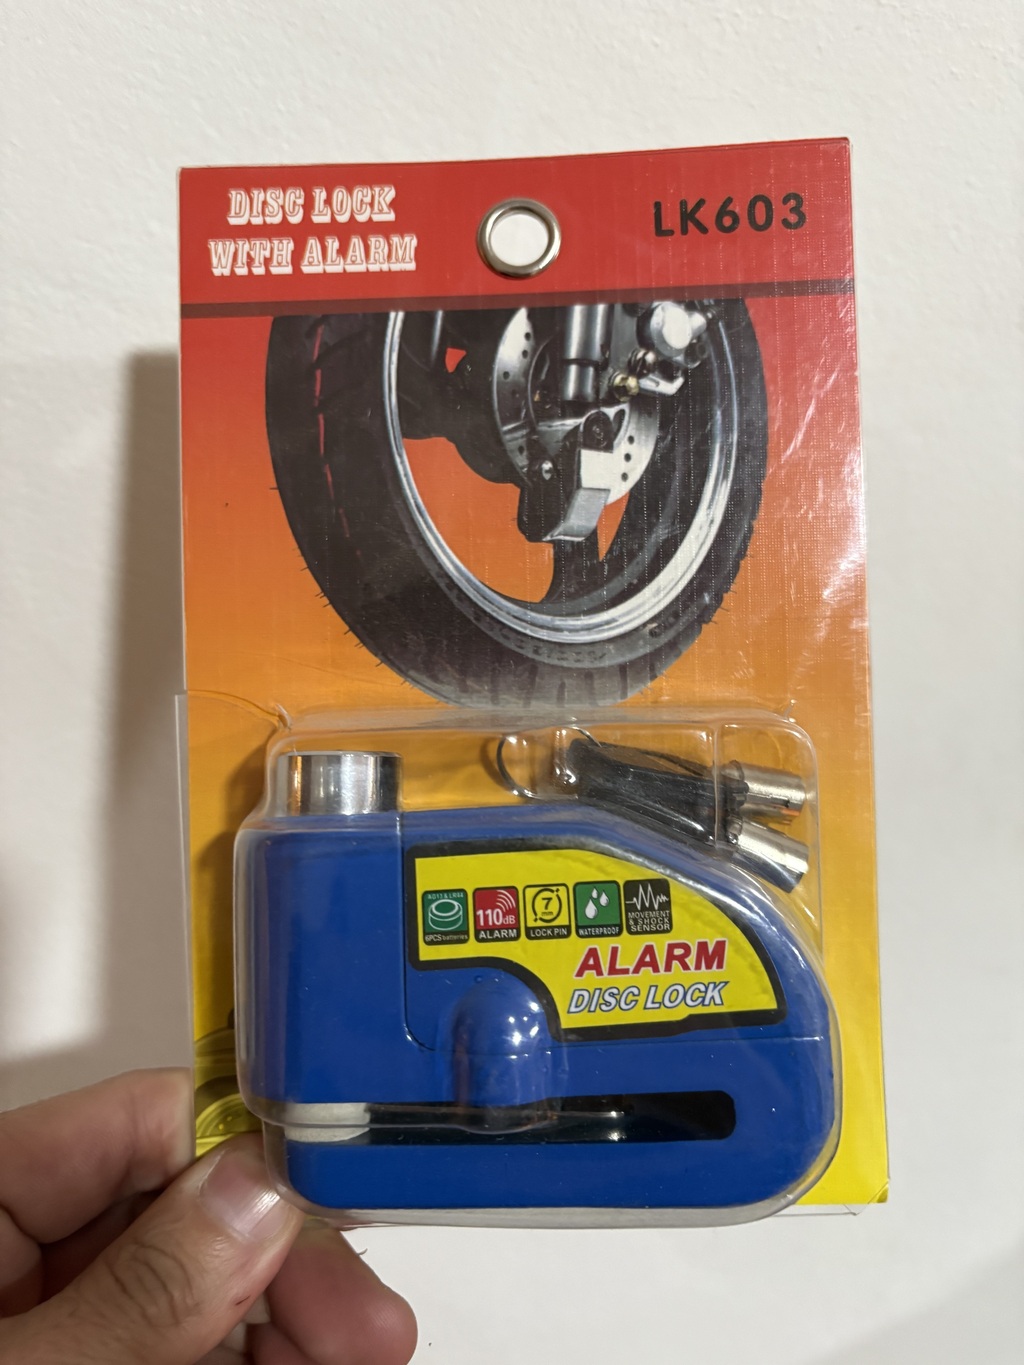 DISC LOCK
WITH ALARM
LK603
6PCS batteries
110dB
ALARM
7
mm
LOCK PIN
WATERPROOF
MOVEMENT
& SHOCK
SENSOR
ALARM
DISC LOCK